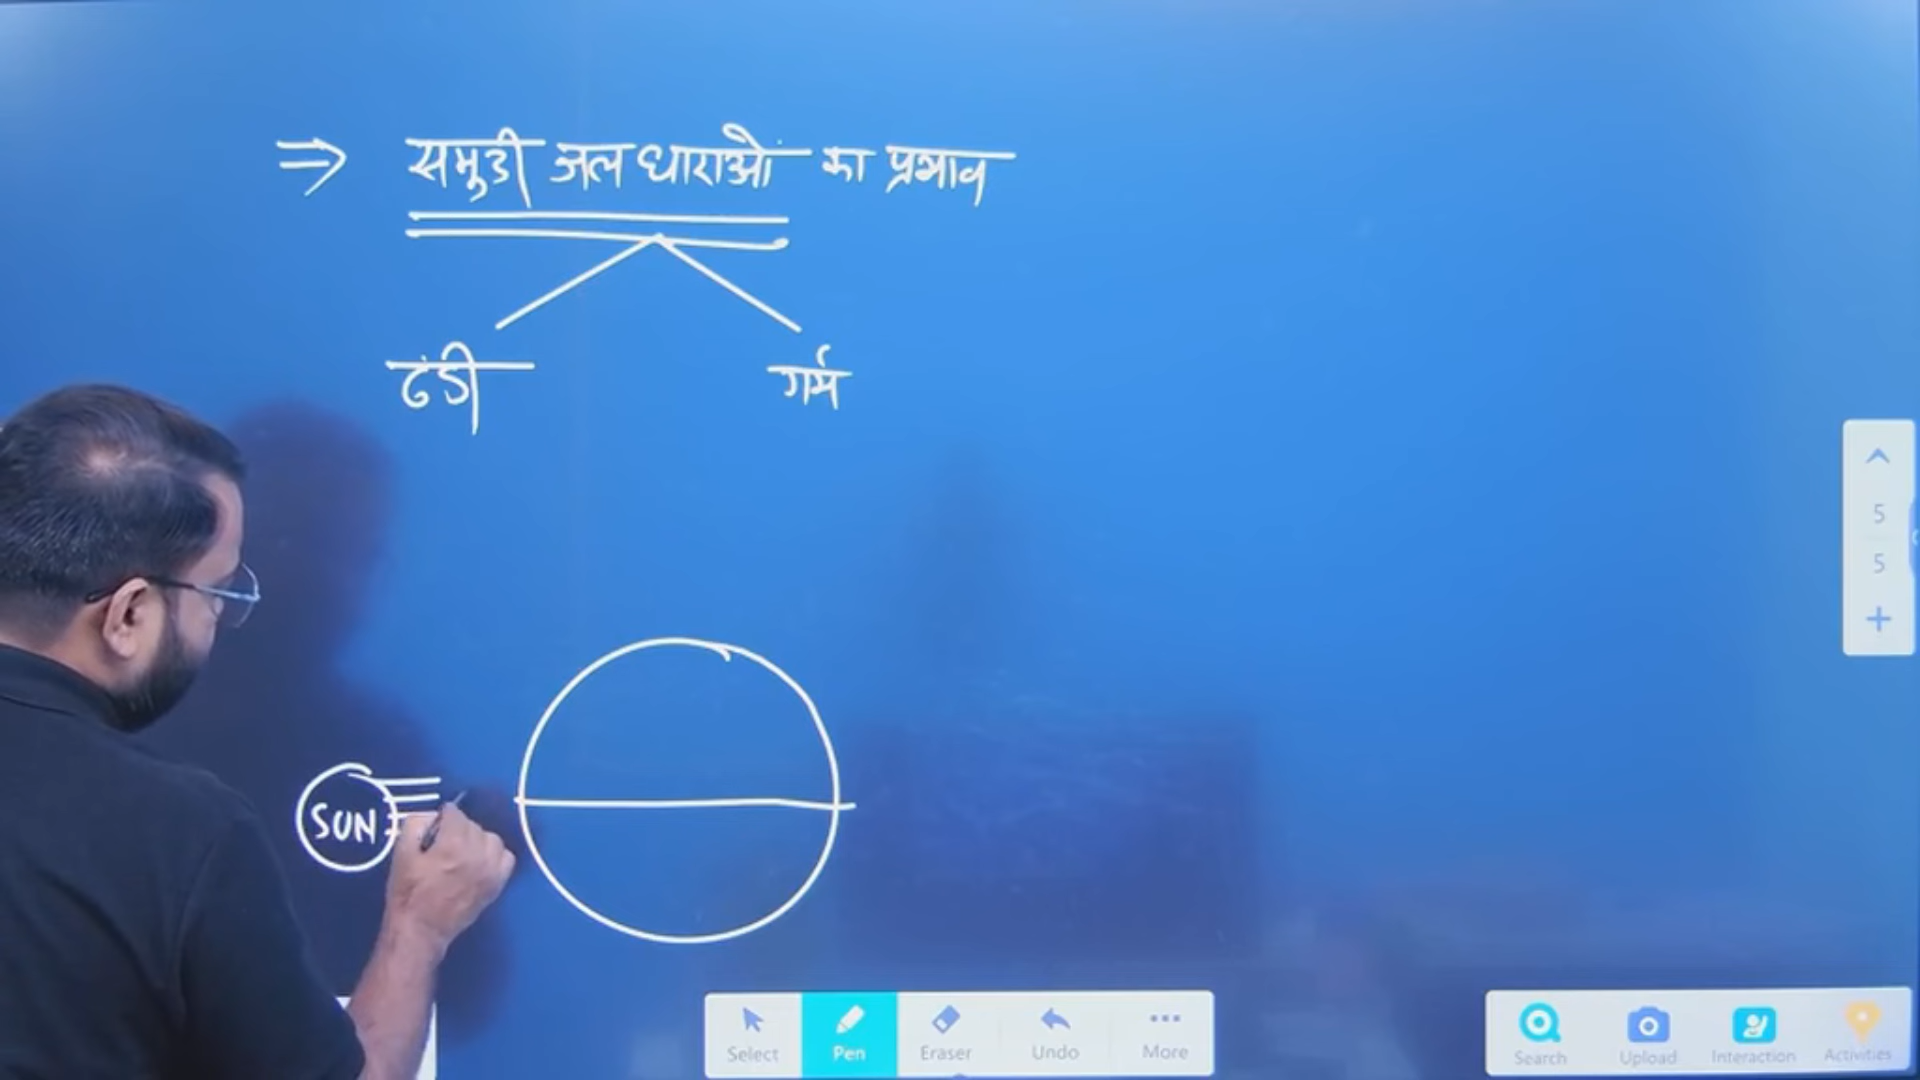 ⇒ समुद्री जल धाराओं का प्रभाव
ठंडी गर्म
SUN
5
5
Select Pen Eraser Undo More
Search Upload Interaction Activities